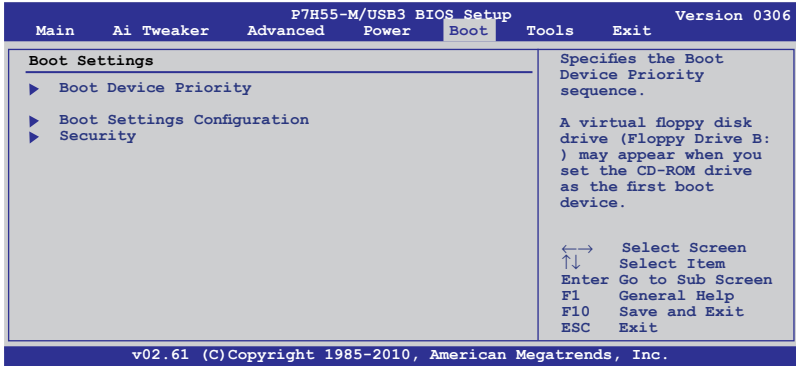 P7H55-M/USB3 BIOS Setup Version 0306
Main Ai Tweaker Advanced Power Boot Tools Exit
Boot Settings
▶ Boot Device Priority
▶ Boot Settings Configuration
▶ Security
Specifies the Boot
Device Priority
sequence.
A virtual floppy disk
drive (Floppy Drive B:
) may appear when you
set the CD-ROM drive
as the first boot
device.
←→ Select Screen
↑↓ Select Item
Enter Go to Sub Screen
F1 General Help
F10 Save and Exit
ESC Exit
v02.61 (C)Copyright 1985-2010, American Megatrends, Inc.